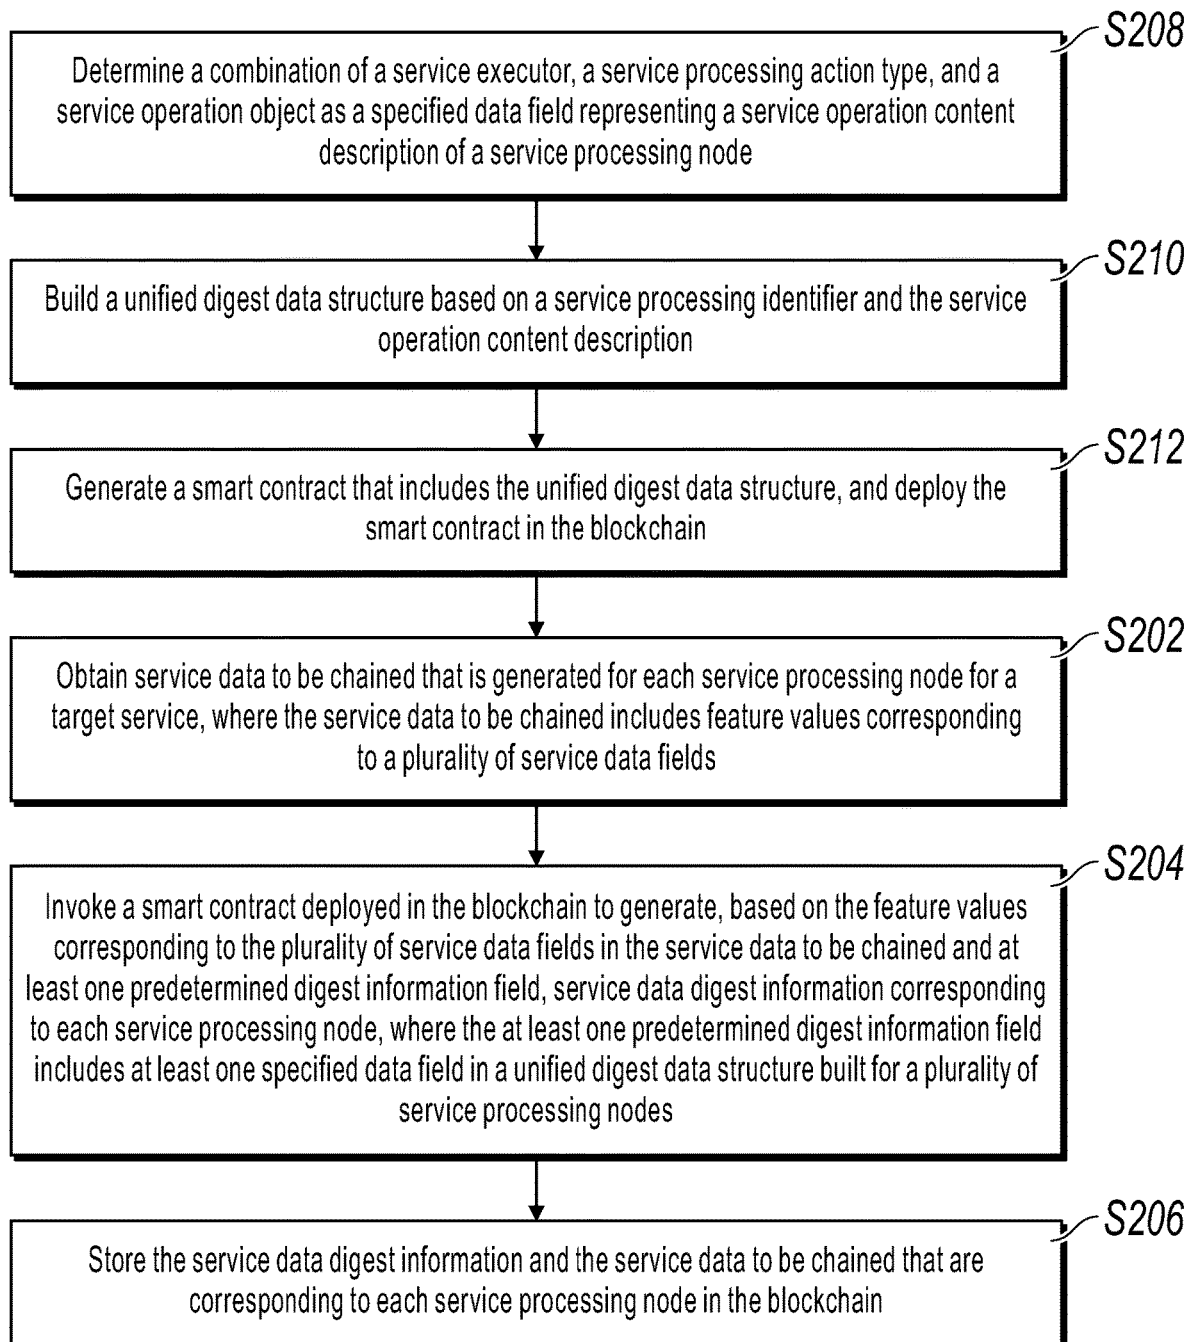 S208
Determine a combination of a service executor, a service processing action type, and a
service operation object as a specified data field representing a service operation content
description of a service processing node
S210
Build a unified digest data structure based on a service processing identifier and the service
operation content description
S212
Generate a smart contract that includes the unified digest data structure, and deploy the
smart contract in the blockchain
S202
Obtain service data to be chained that is generated for each service processing node for a
target service, where the service data to be chained includes feature values corresponding
to a plurality of service data fields
S204
Invoke a smart contract deployed in the blockchain to generate, based on the feature values
corresponding to the plurality of service data fields in the service data to be chained and at
least one predetermined digest information field, service data digest information corresponding
to each service processing node, where the at least one predetermined digest information field
includes at least one specified data field in a unified digest data structure built for a plurality of
service processing nodes
S206
Store the service data digest information and the service data to be chained that are
corresponding to each service processing node in the blockchain